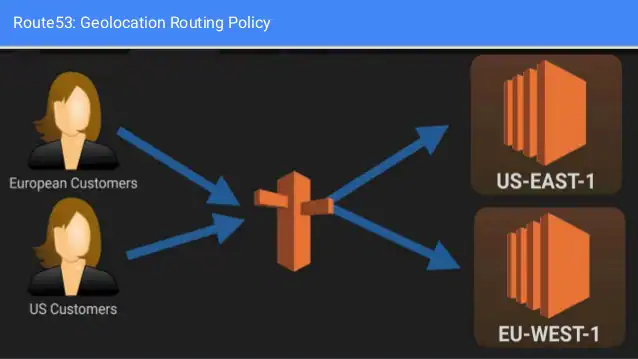 Route53: Geolocation Routing Policy
European Customers
US-EAST-1
US Customers
EU-WEST-1